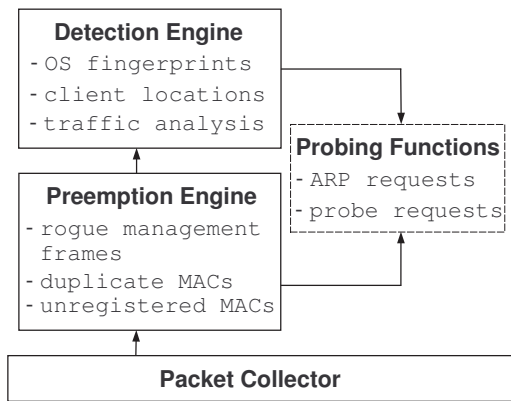 Detection Engine
- OS fingerprints
- client locations
- traffic analysis
Probing Functions
- ARP requests
- probe requests
Preemption Engine
- rogue management
frames
- duplicate MACs
- unregistered MACs
Packet Collector